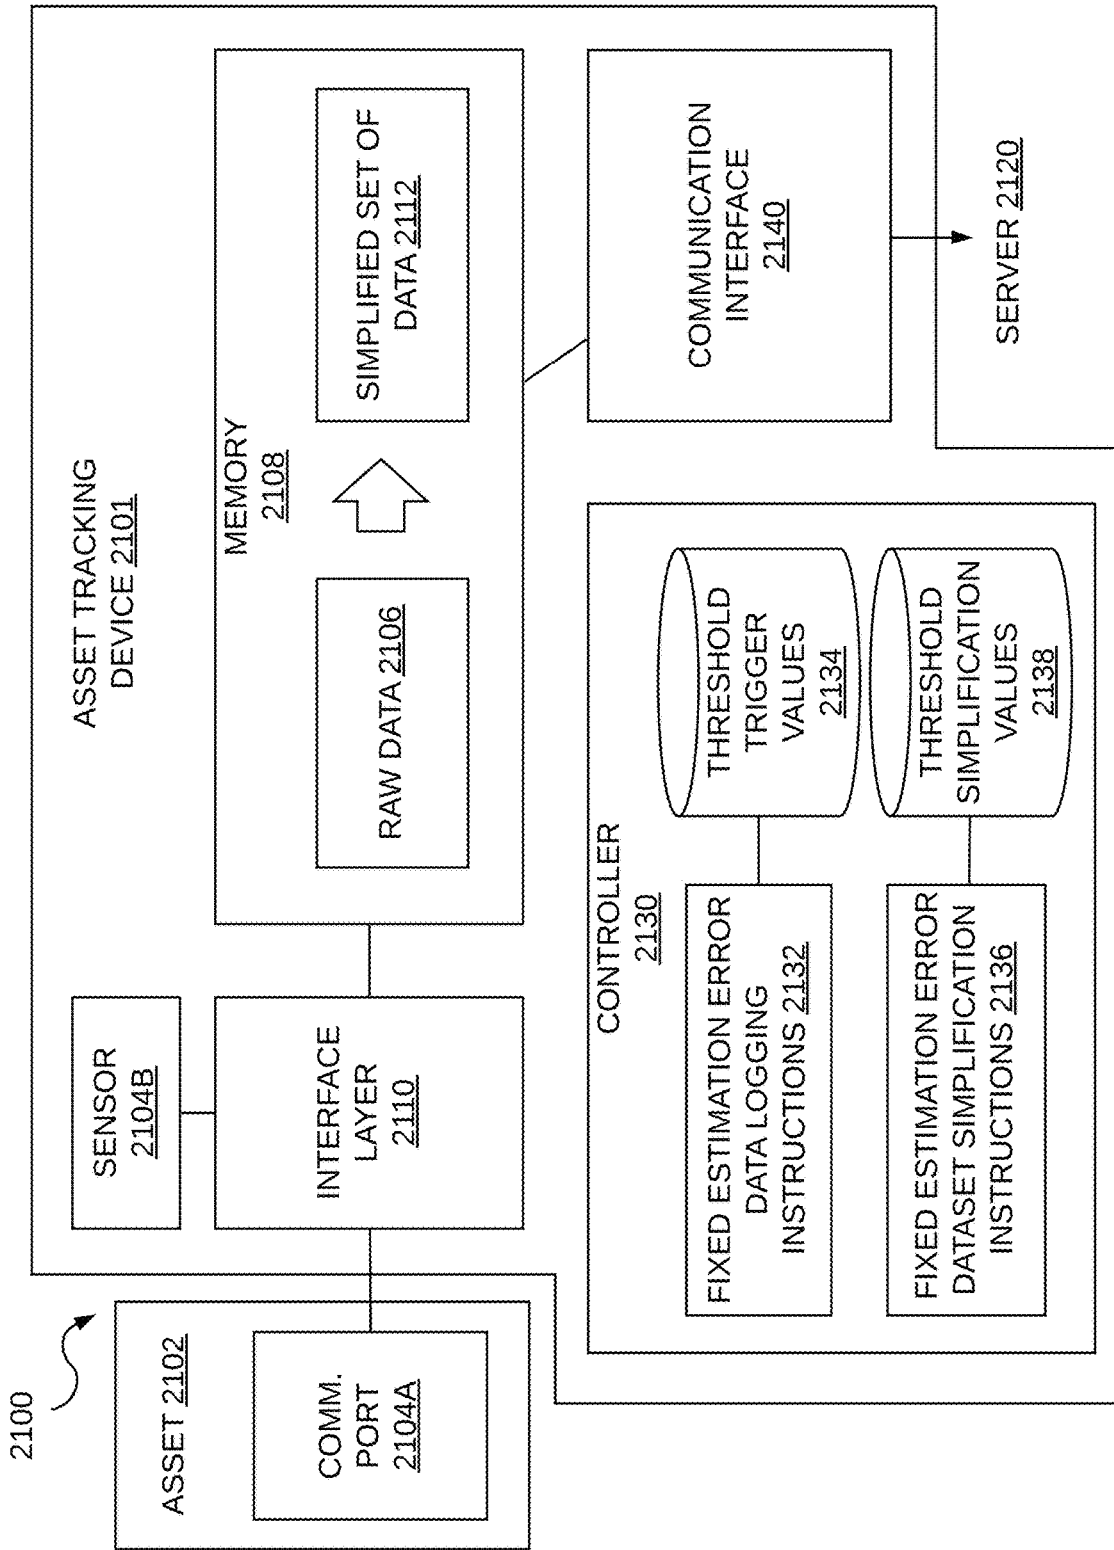 2100
ASSET 2102
COMM.
PORT
2104A
ASSET TRACKING
DEVICE 2101
SENSOR
2104B
INTERFACE
LAYER
2110
MEMORY
2108
RAW DATA 2106
SIMPLIFIED SET OF
DATA 2112
CONTROLLER
2130
FIXED ESTIMATION ERROR
DATA LOGGING
INSTRUCTIONS 2132
THRESHOLD
TRIGGER
VALUES
2134
FIXED ESTIMATION ERROR
DATASET SIMPLIFICATION
INSTRUCTIONS 2136
THRESHOLD
SIMPLIFICATION
VALUES
2138
COMMUNICATION
INTERFACE
2140
SERVER 2120